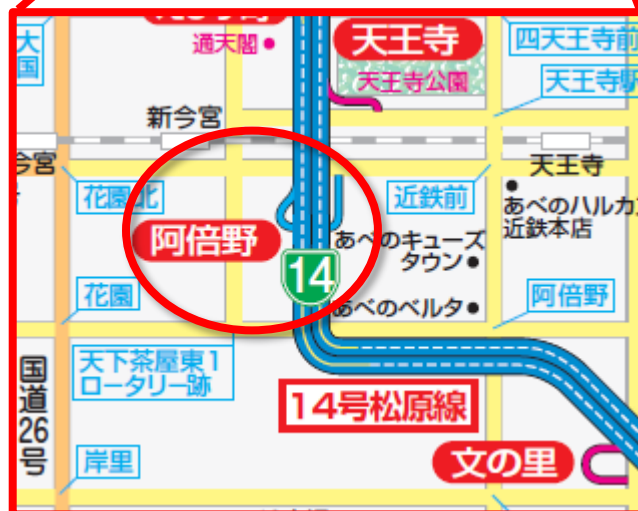 大国
通天閣
天王寺
天王寺公園
四天王寺前
天王寺駅
新今宮
今宮
天王寺
花園北
近鉄前
あべのハルカス
近鉄本店
阿倍野
あべのキューズ
タウン
14
あべのベルタ
花園
阿倍野
国道26号
天下茶屋東1
ロータリー跡
14号松原線
岸里
文の里